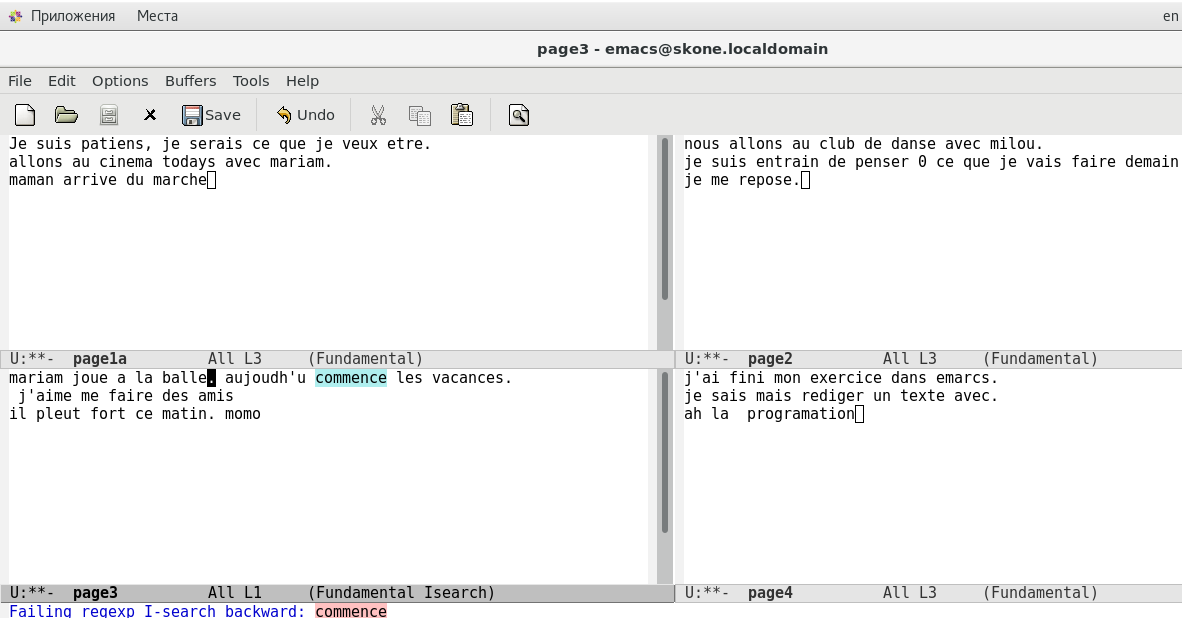 Приложения Места en
page3 - emacs@skone.localdomain
File Edit Options Buffers Tools Help
Save Undo
Je suis patiens, je serais ce que je veux etre.
allons au cinema todays avec mariam.
maman arrive du marche
U:**- page1a All L3 (Fundamental)
nous allons au club de danse avec milou.
je suis entrain de penser 0 ce que je vais faire demain
je me repose.
U:**- page2 All L3 (Fundamental)
mariam joue a la balle. aujoudh'u commence les vacances.
j'aime me faire des amis
il pleut fort ce matin. momo
U:**- page3 All L1 (Fundamental Isearch)
j'ai fini mon exercice dans emarcs.
je sais mais rediger un texte avec.
ah la  programation
U:**- page4 All L3 (Fundamental)
Failing regexp I-search backward: commence